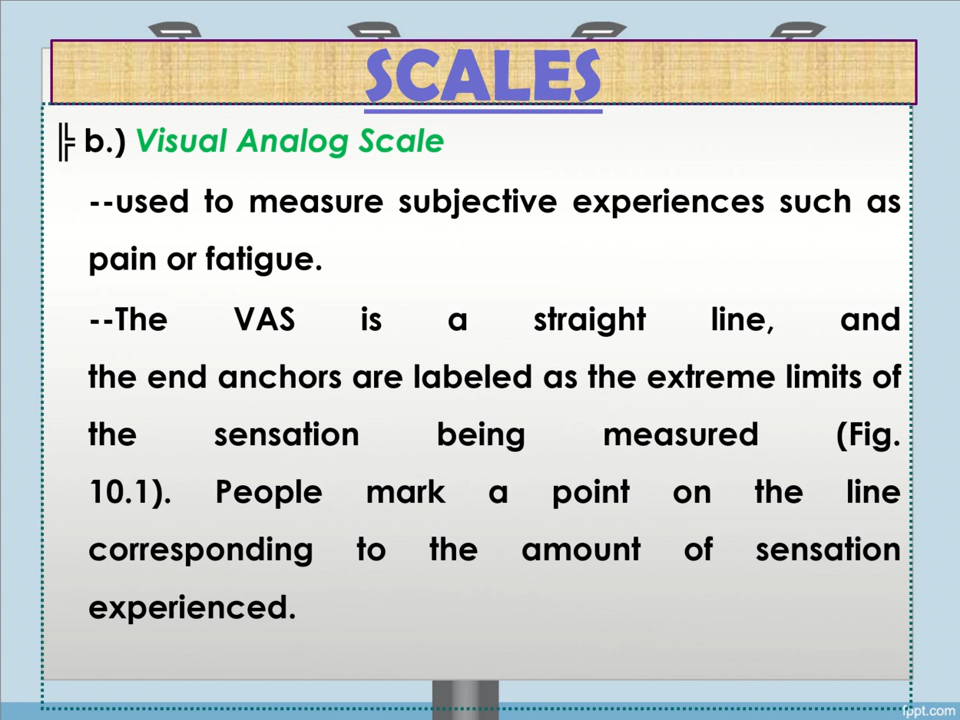 SCALES
b.) Visual Analog Scale
--used to measure subjective experiences such as
pain or fatigue.
--The VAS is a straight line, and
the end anchors are labeled as the extreme limits of
the sensation being measured (Fig.
10.1). People mark a point on the line
corresponding to the amount of sensation
experienced.
fppt.com